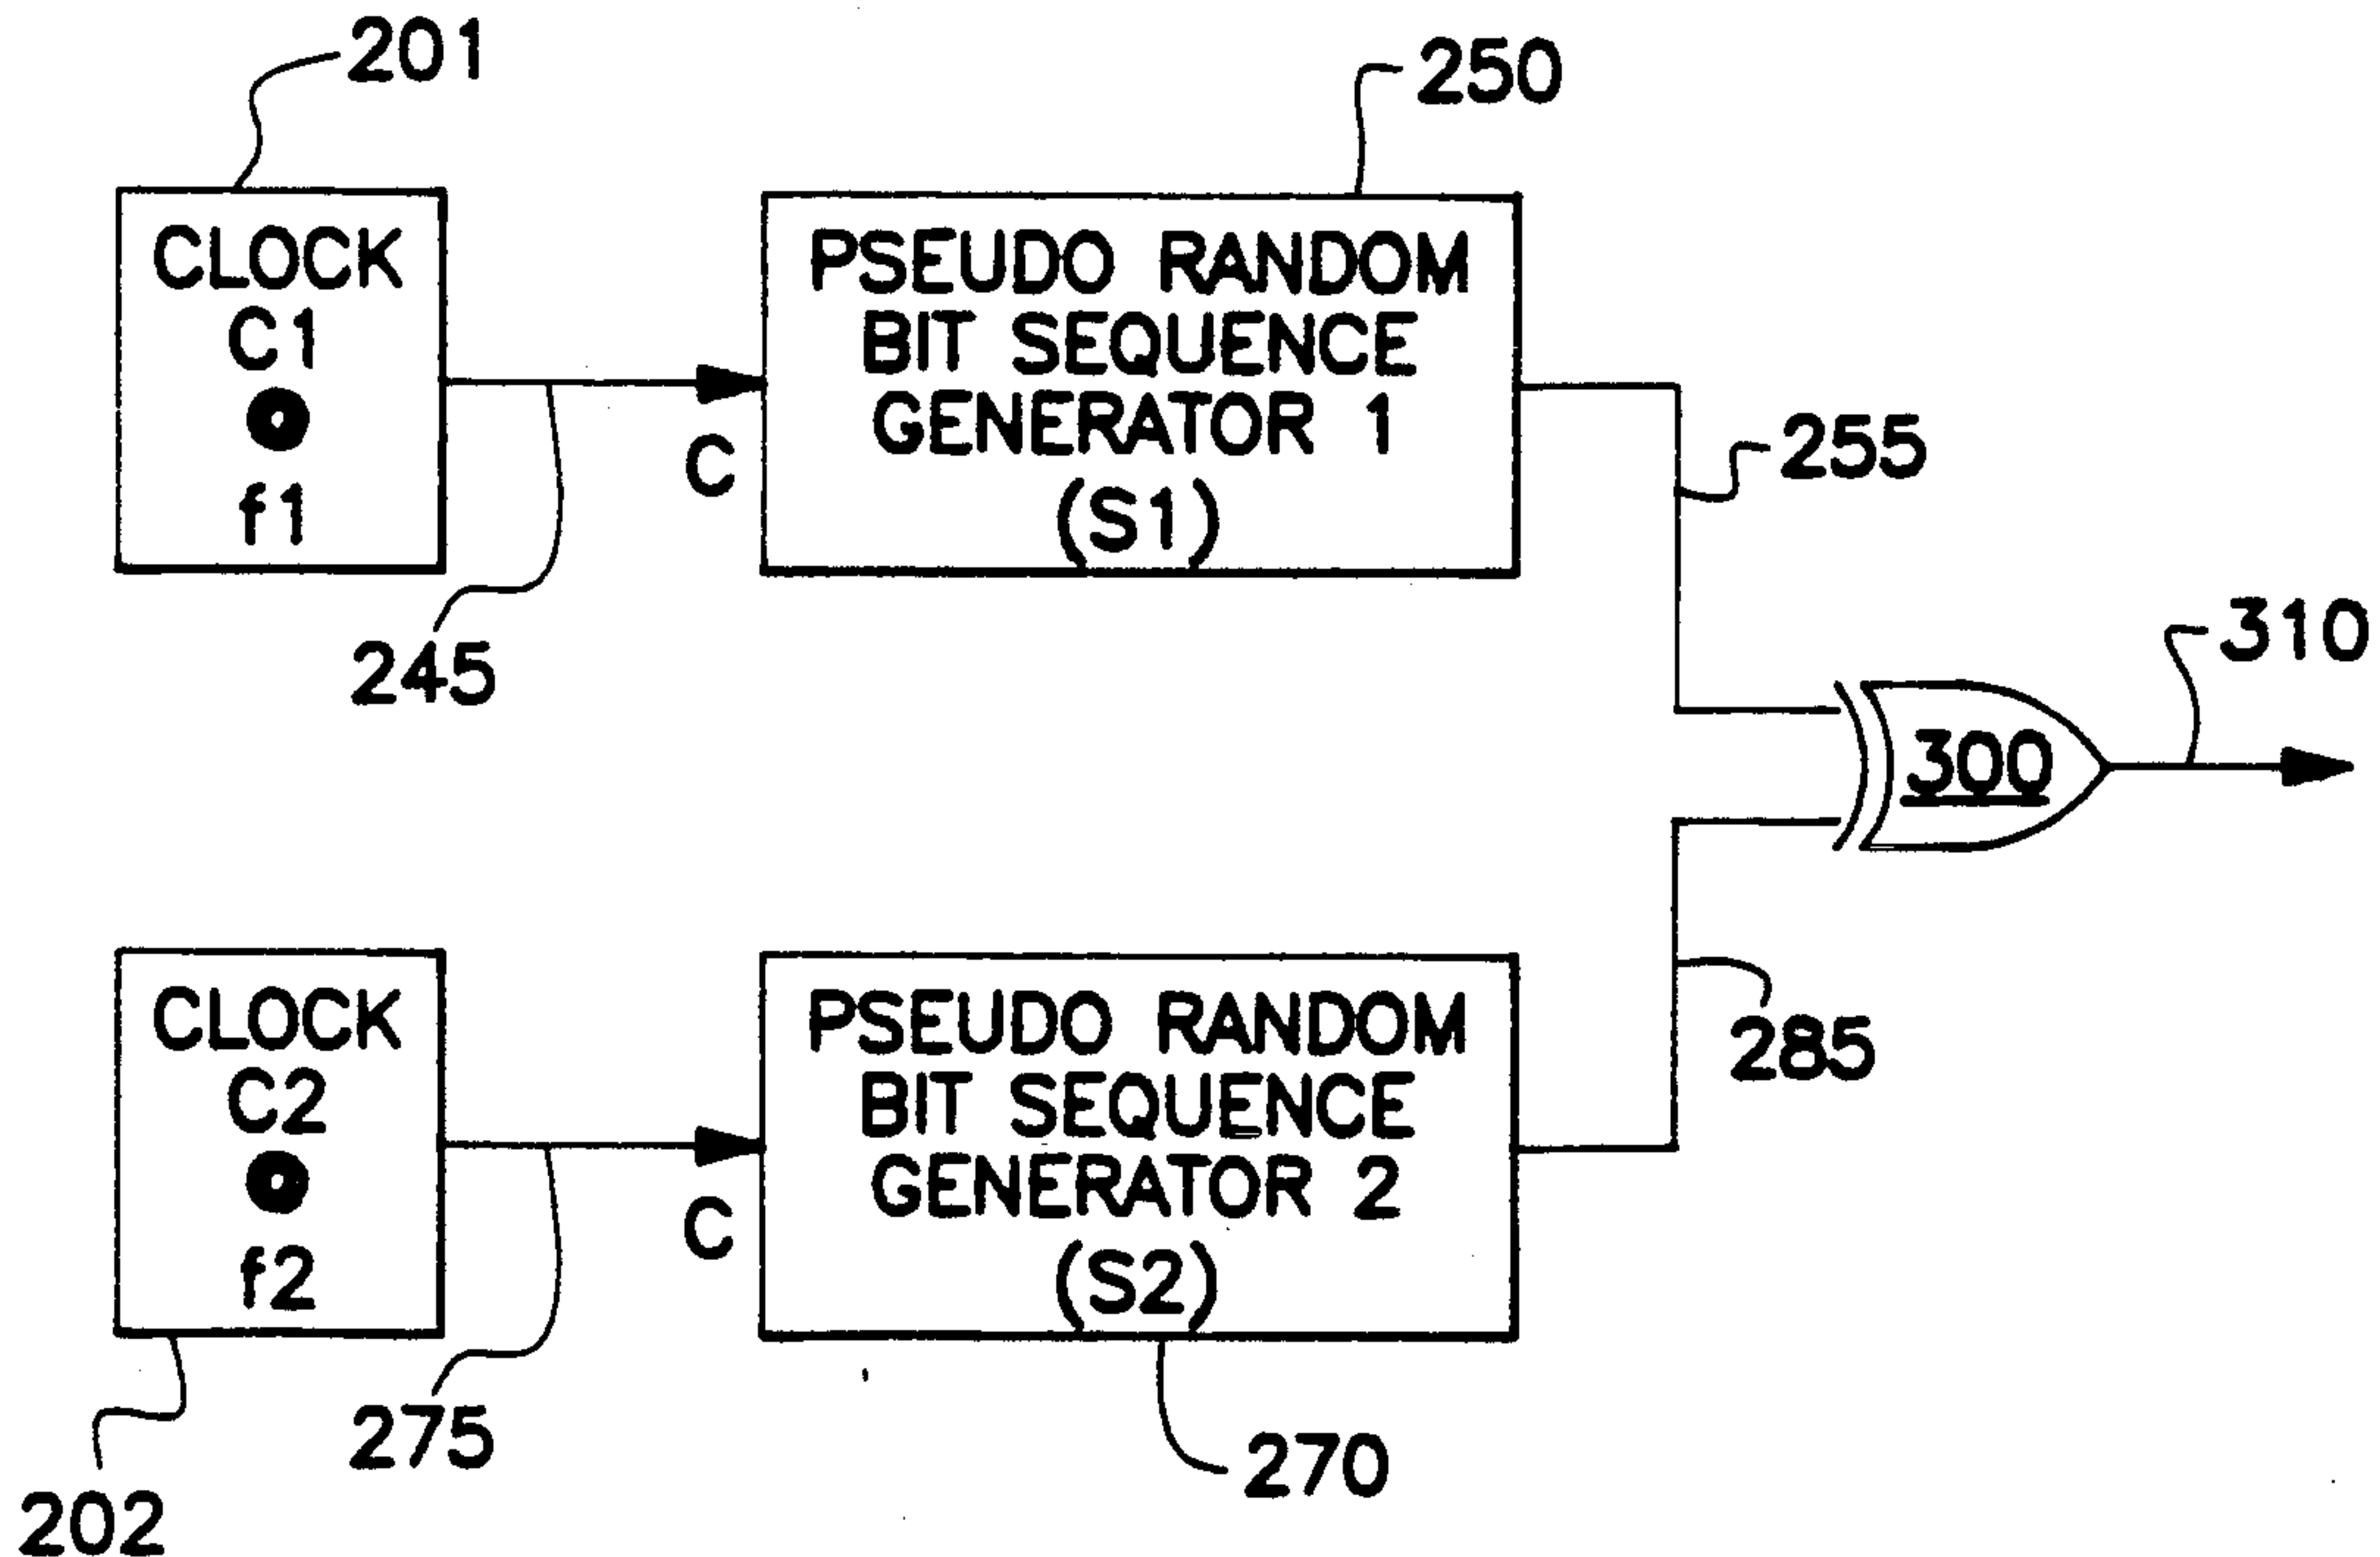 201
250
CLOCK
C1
@
f1
PSEUDO RANDOM
BIT SEQUENCE
GENERATOR 1
(S1)
C
245
255
310
300
CLOCK
C2
@
f2
PSEUDO RANDOM
BIT SEQUENCE
GENERATOR 2
(S2)
C
285
275
270
202